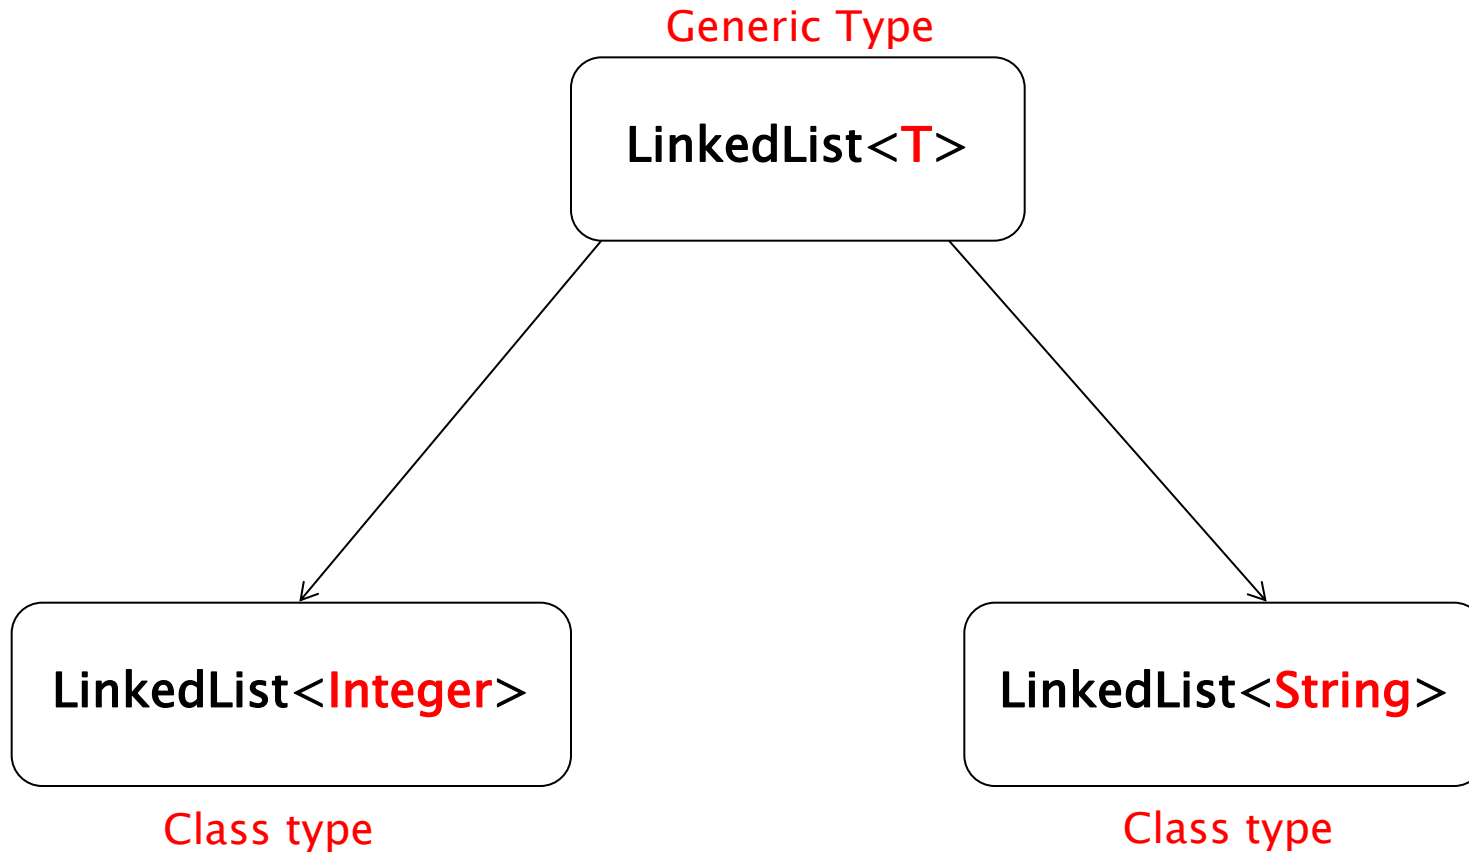 Generic Type
LinkedList<T>
LinkedList<Integer>
LinkedList<String>
Class type
Class type